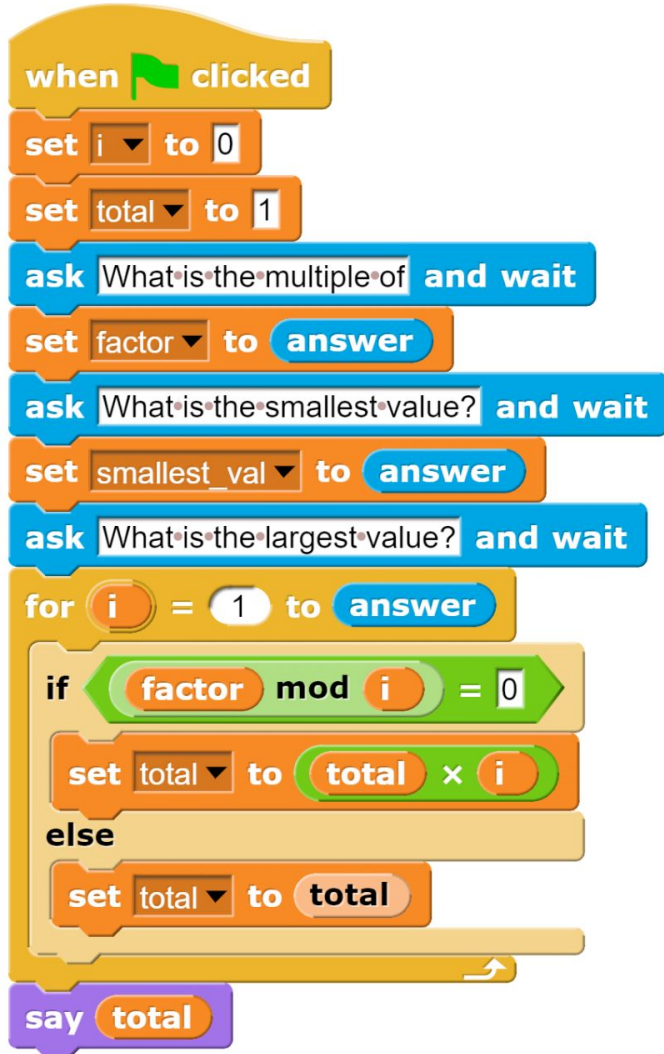 when clicked
set i to 0
set total to 1
ask What is the multiple of and wait
set factor to answer
ask What is the smallest value? and wait
set smallest_val to answer
ask What is the largest value? and wait
for i = 1 to answer
if factor mod i = 0
set total to total × i
else
set total to total
say total